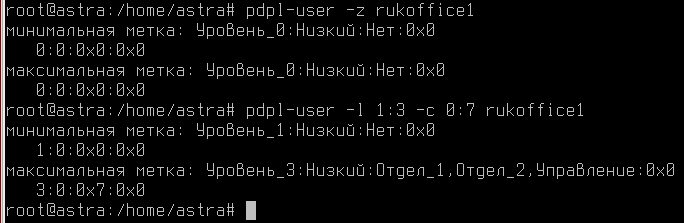 root@astra:/home/astra# pdpl-user -z rukoffice1
минимальная метка: Уровень_0:Низкий:Нет:0x0
0:0:0x0:0x0
максимальная метка: Уровень_0:Низкий:Нет:0x0
0:0:0x0:0x0
root@astra:/home/astra# pdpl-user -l 1:3 -c 0:7 rukoffice1
минимальная метка: Уровень_1:Низкий:Нет:0x0
1:0:0x0:0x0
максимальная метка: Уровень_3:Низкий:Отдел_1,Отдел_2,Управление:0x0
3:0:0x7:0x0
root@astra:/home/astra#